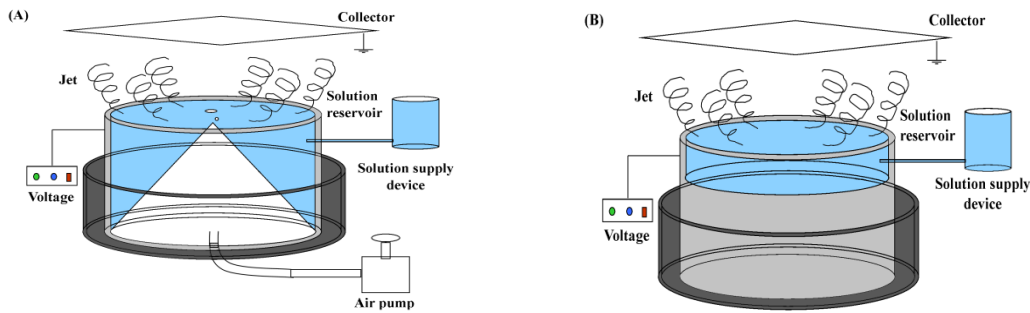 (A)
Collector
Jet
Solution
reservoir
Solution supply
device
Voltage
Air pump
(B)
Collector
Jet
Solution
reservoir
Solution supply
device
Voltage